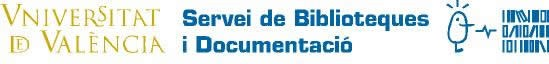 VNIVERSITAT
DE VALÈNCIA
Servei de Biblioteques
i Documentació